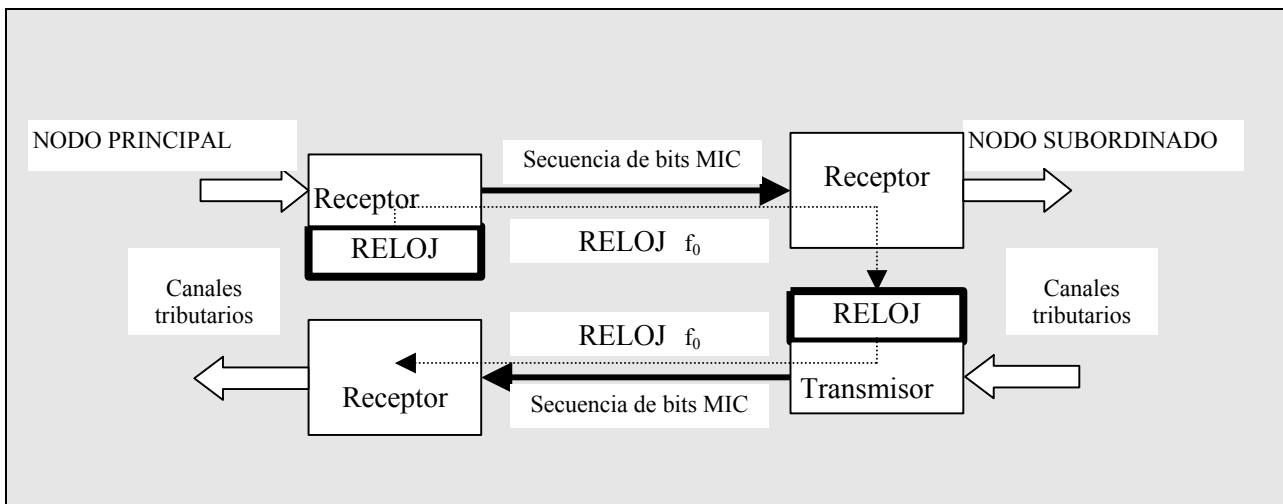 NODO PRINCIPAL
Secuencia de bits MIC
NODO SUBORDINADO
Receptor
Receptor
RELOJ
RELOJ f₀
Canales
tributarios
RELOJ
Canales
tributarios
RELOJ f₀
Receptor
Secuencia de bits MIC
Transmisor